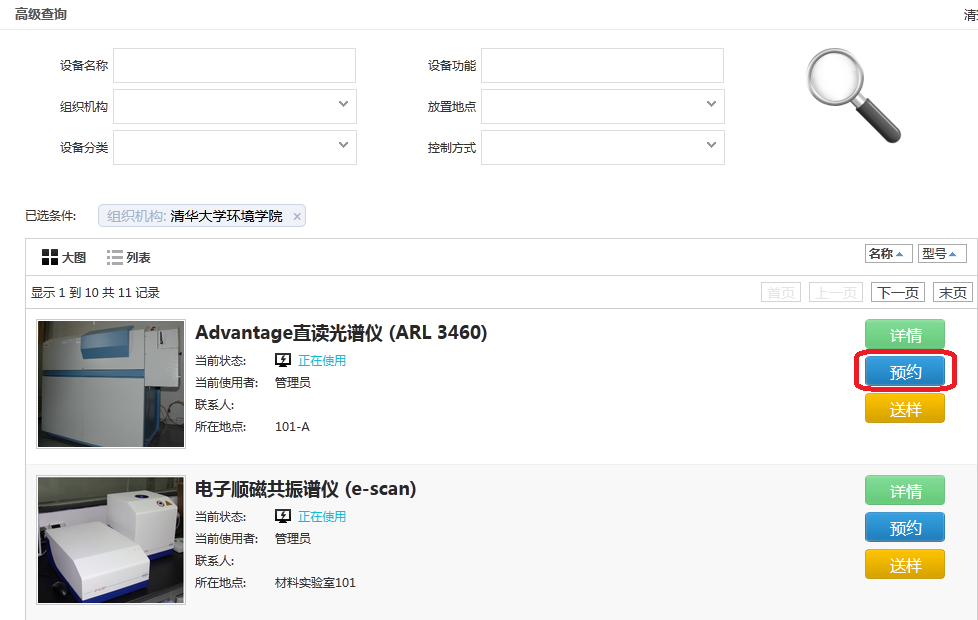 高级查询
设备名称 设备功能
组织机构 放置地点
设备分类 控制方式
已选条件: 组织机构: 清华大学环境学院 ×
大图 列表 名称 型号
显示 1 到 10 共 11 记录 首页 上一页 下一页 末页
Advantage直读光谱仪 (ARL 3460) 详情
当前状态: 正在使用
当前使用者: 管理员 预约
联系人: 送样
所在地点: 101-A
电子顺磁共振谱仪 (e-scan) 详情
当前状态: 正在使用
当前使用者: 管理员 预约
联系人: 送样
所在地点: 材料实验室101